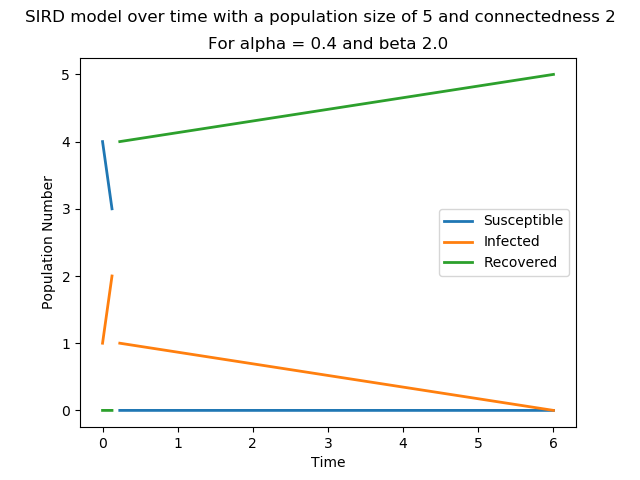 SIRD model over time with a population size of 5 and connectedness 2
For alpha = 0.4 and beta 2.0
5
4
3
2
1
0
Population Number
Susceptible
Infected
Recovered
0 1 2 3 4 5 6
Time